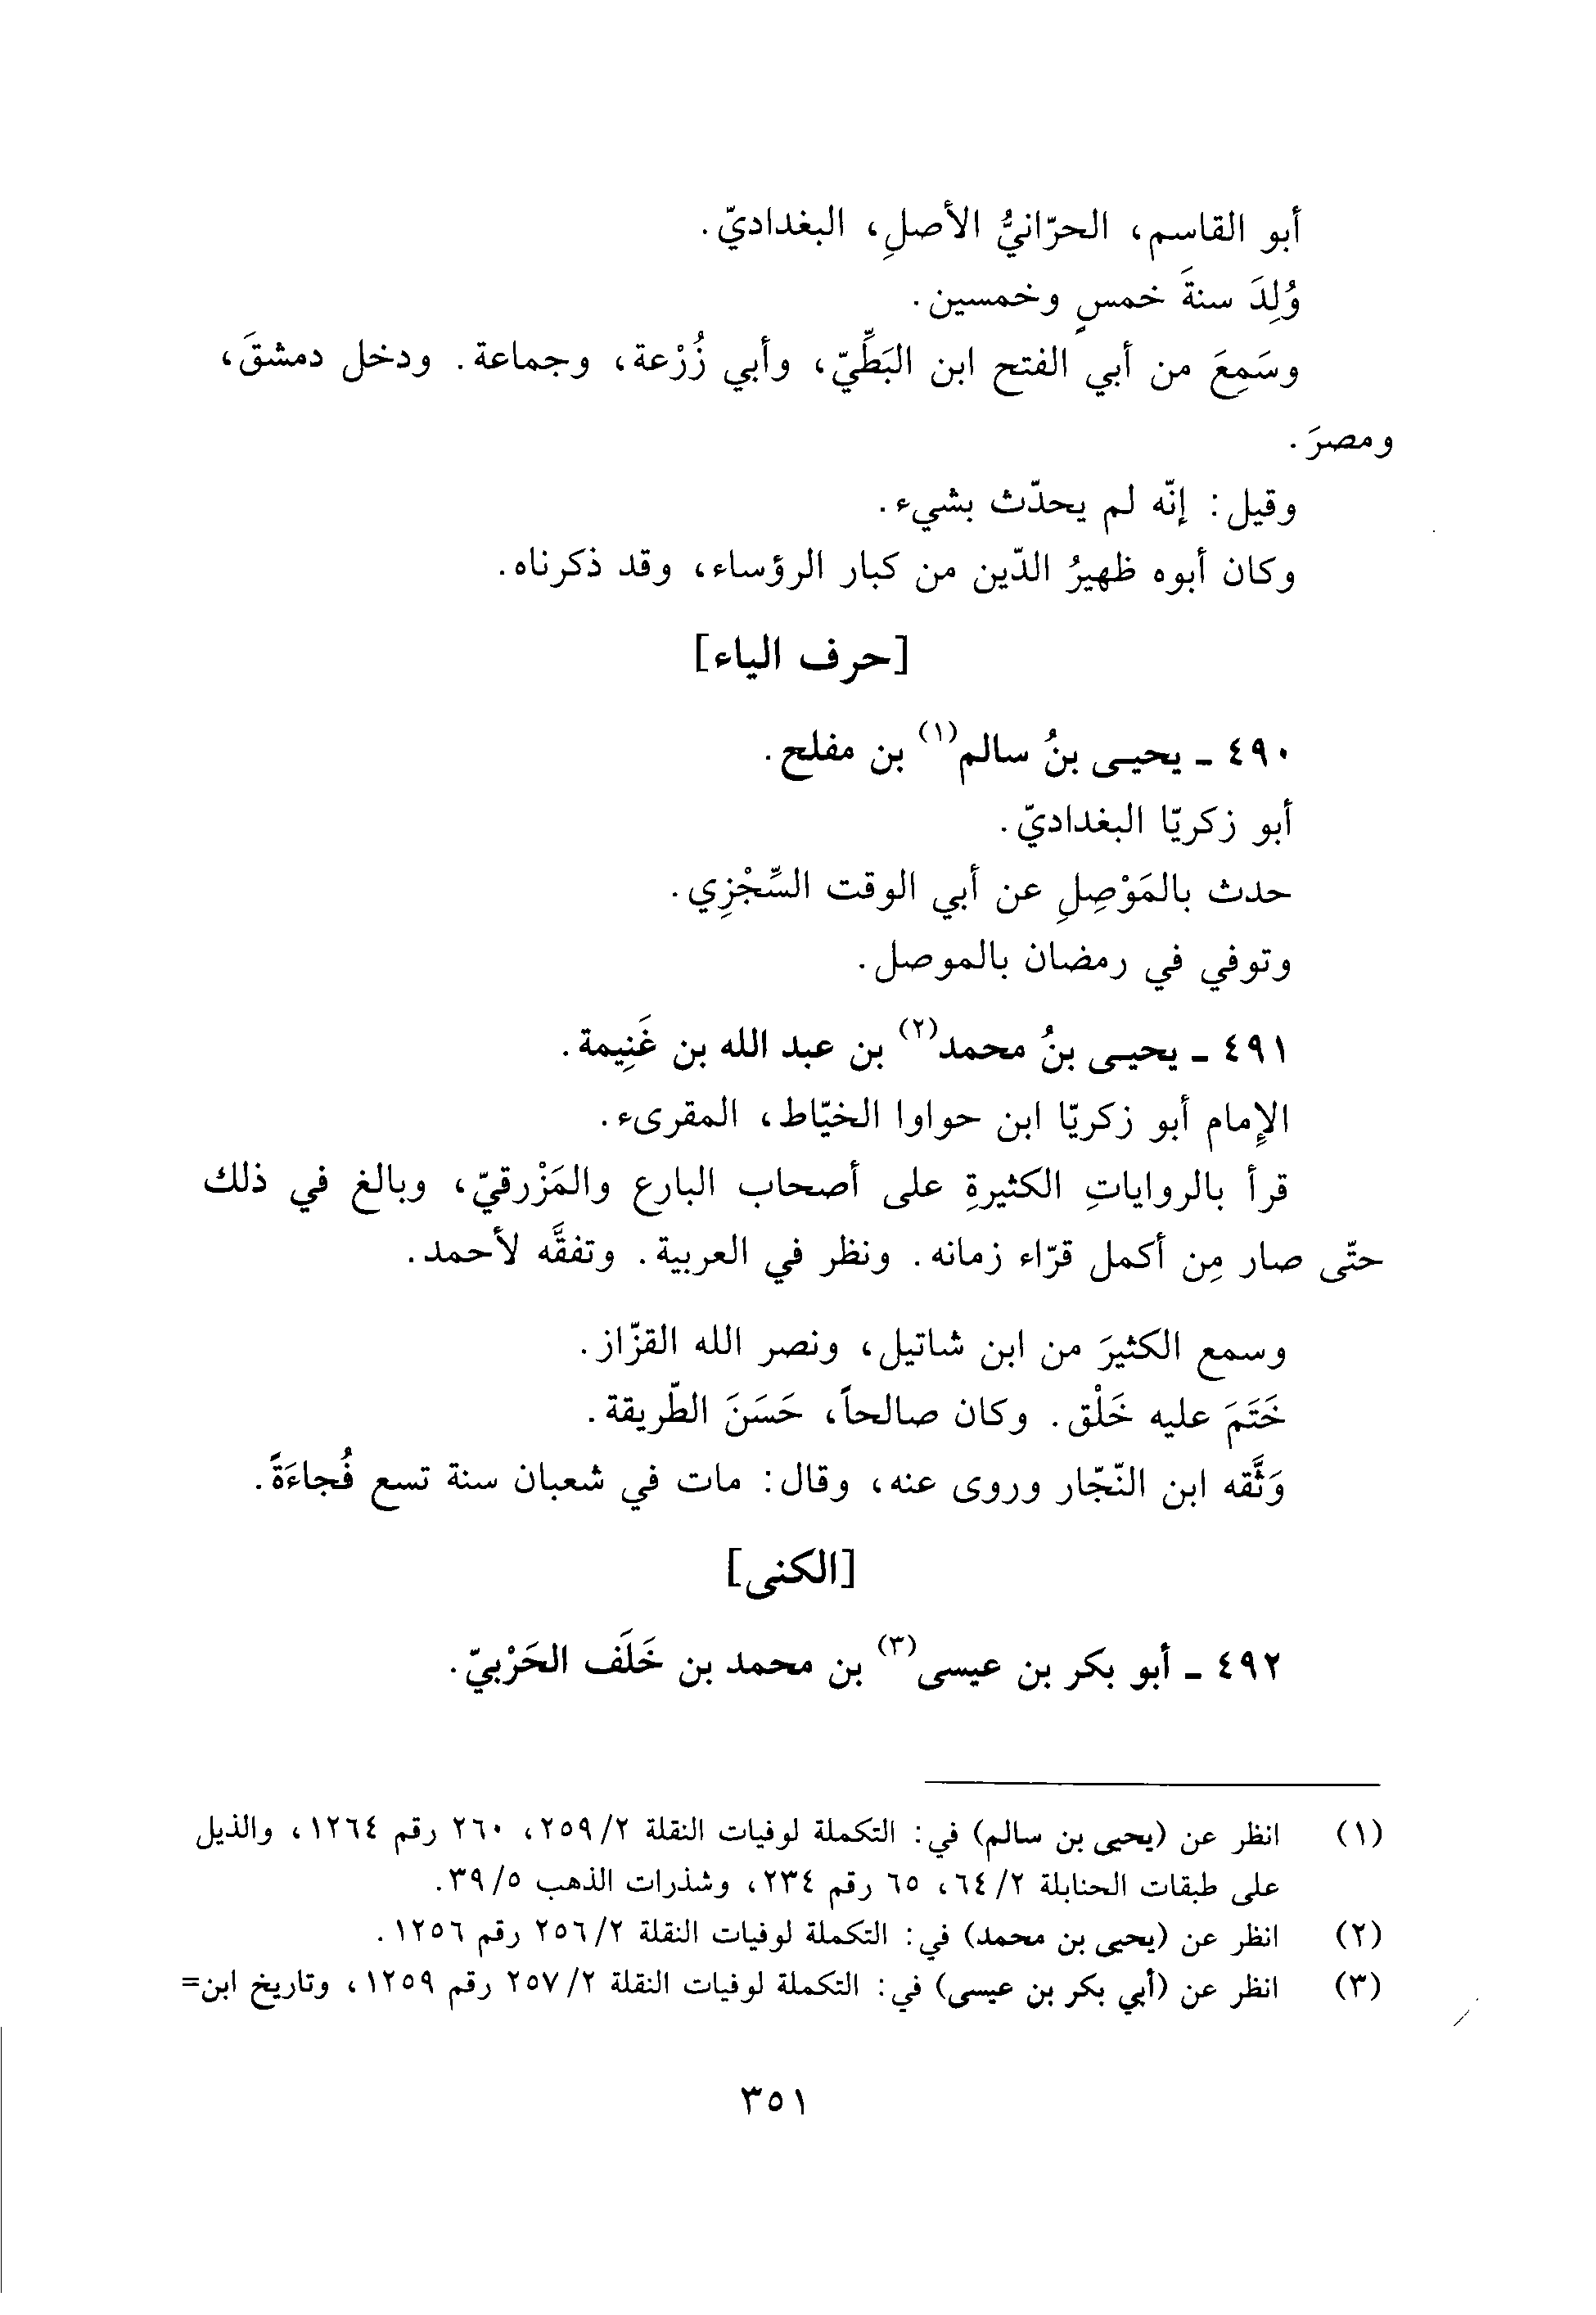 أبو القاسم، الحرّانيُّ الأصلِ، البغداديّ.
وُلِدَ سنةَ خمسٍ وخمسين.
وسَمِعَ من أبي الفتح ابن البَطِّيّ، وأبي زُرْعة، وجماعة. ودخل دمشقَ،
ومصرَ.
وقيل: إنّه لم يحدّث بشيء.
وكان أبوه ظهيرُ الدّين من كبار الرؤساء، وقد ذكرناه.
[حرف الياء]
٤٩٠ ـ يحيـى بنُ سالم(١) بن مفلح.
أبو زكريّا البغداديّ.
حدث بالمَوْصِلِ عن أبي الوقت السِّجْزِي.
وتوفي في رمضان بالموصل.
٤٩١ ـ يحيـى بنُ محمد(٢) بن عبد الله بن غَنِيمة.
الإِمام أبو زكريّا ابن حواوا الخيّاط، المقرىء.
قرأ بالرواياتِ الكثيرةِ على أصحاب البارع والمَزْرقيّ، وبالغ في ذلك
حتّى صار مِن أكمل قرّاء زمانه. ونظر في العربية. وتفقَّه لأحمد.
وسمع الكثيرَ من ابن شاتيل، ونصر الله القزّاز.
خَتَمَ عليه خَلْق. وكان صالحاً، حَسَنَ الطّريقة.
وَثَّقه ابن النّجّار وروى عنه، وقال: مات في شعبان سنة تسع فُجاءَةً.
[الكنى]
٤٩٢ ـ أبو بكر بن عيسى(٣) بن محمد بن خَلَف الحَرْبيّ.
(١) انظر عن (يحيى بن سالم) في: التكملة لوفيات النقلة ٢/٢٥٩، ٢٦٠ رقم ١٢٦٤، والذيل
على طبقات الحنابلة ٢/٦٤، ٦٥ رقم ٢٣٤، وشذرات الذهب ٥/٣٩.
(٢) انظر عن (يحيى بن محمد) في: التكملة لوفيات النقلة ٢/٢٥٦ رقم ١٢٥٦.
(٣) انظر عن (أبي بكر بن عيسى) في: التكملة لوفيات النقلة ٢/٢٥٧ رقم ١٢٥٩، وتاريخ ابن=
٣٥١